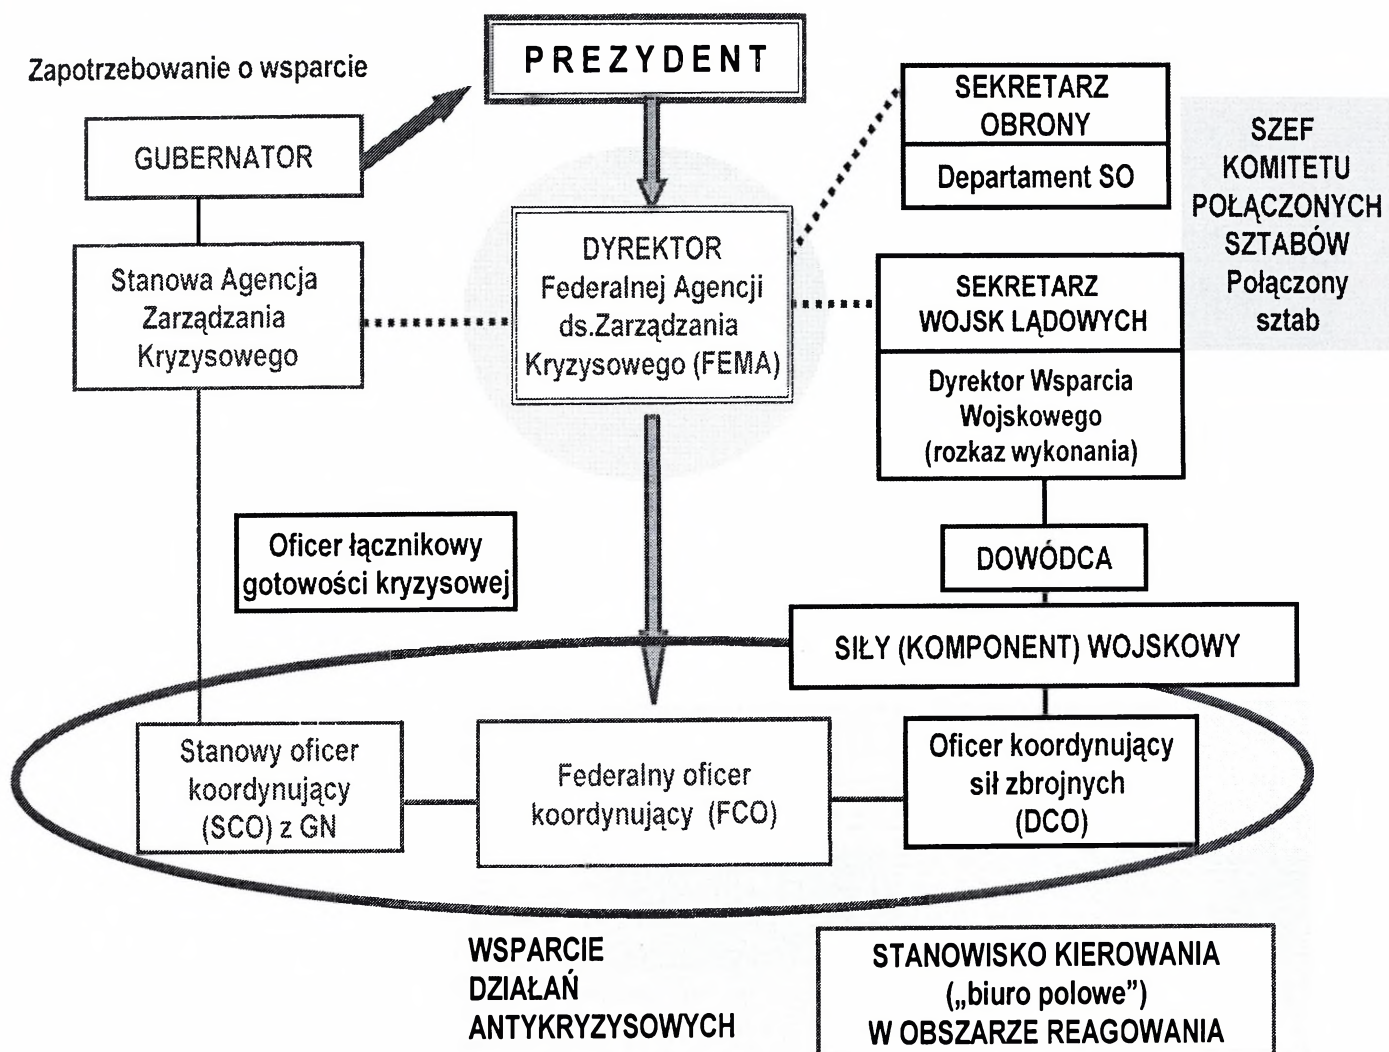 PREZYDENT
Zapotrzebowanie o wsparcie
GUBERNATOR
SEKRETARZ
OBRONY
Departament SO
SZEF
KOMITETU
POŁĄCZONYCH
SZTABÓW
Połączony
sztab
Stanowa Agencja
Zarządzania
Kryzysowego
DYREKTOR
Federalnej Agencji
ds.Zarządzania
Kryzysowego (FEMA)
SEKRETARZ
WOJSK LĄDOWYCH
Dyrektor Wsparcia
Wojskowego
(rozkaz wykonania)
Oficer łącznikowy
gotowości kryzysowej
DOWÓDCA
SIŁY (KOMPONENT) WOJSKOWY
Stanowy oficer
koordynujący
(SCO) z GN
Federalny oficer
koordynujący (FCO)
Oficer koordynujący
sił zbrojnych
(DCO)
WSPARCIE
DZIAŁAŃ
ANTYKRYZYSOWYCH
STANOWISKO KIEROWANIA
(„biuro polowe”)
W OBSZARZE REAGOWANIA